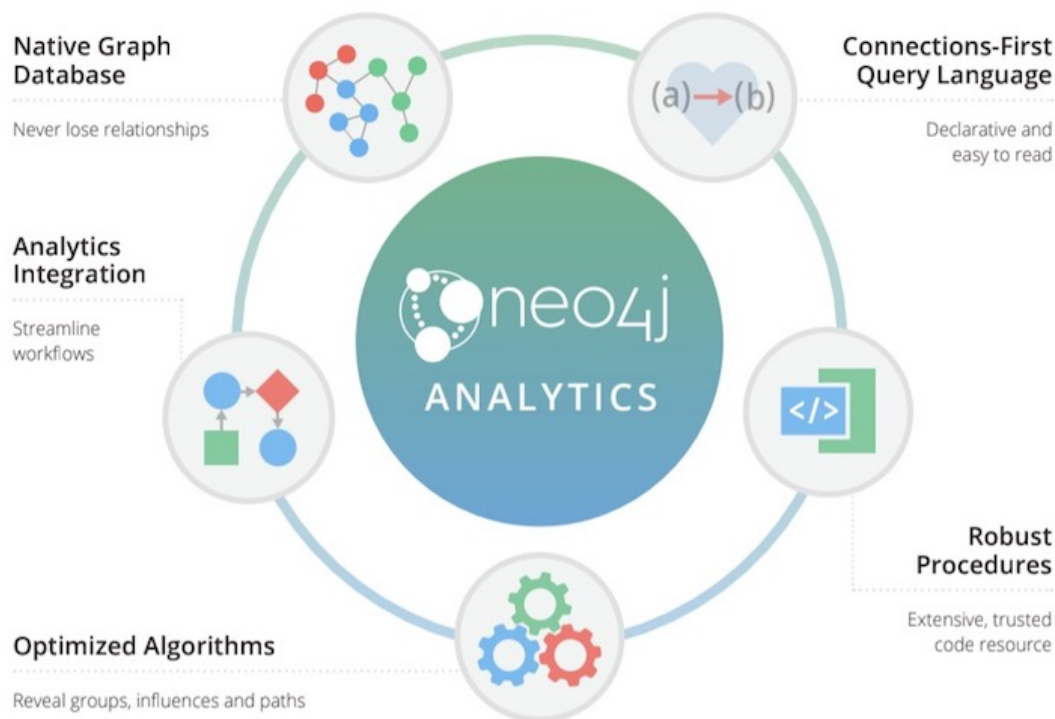 Native Graph
Database
Never lose relationships
(a)
(b)
Connections-First
Query Language
Declarative and
easy to read
Analytics
Integration
Streamline
workflows
neo4j
ANALYTICS
</>
Robust
Procedures
Extensive, trusted
code resource
Optimized Algorithms
Reveal groups, influences and paths